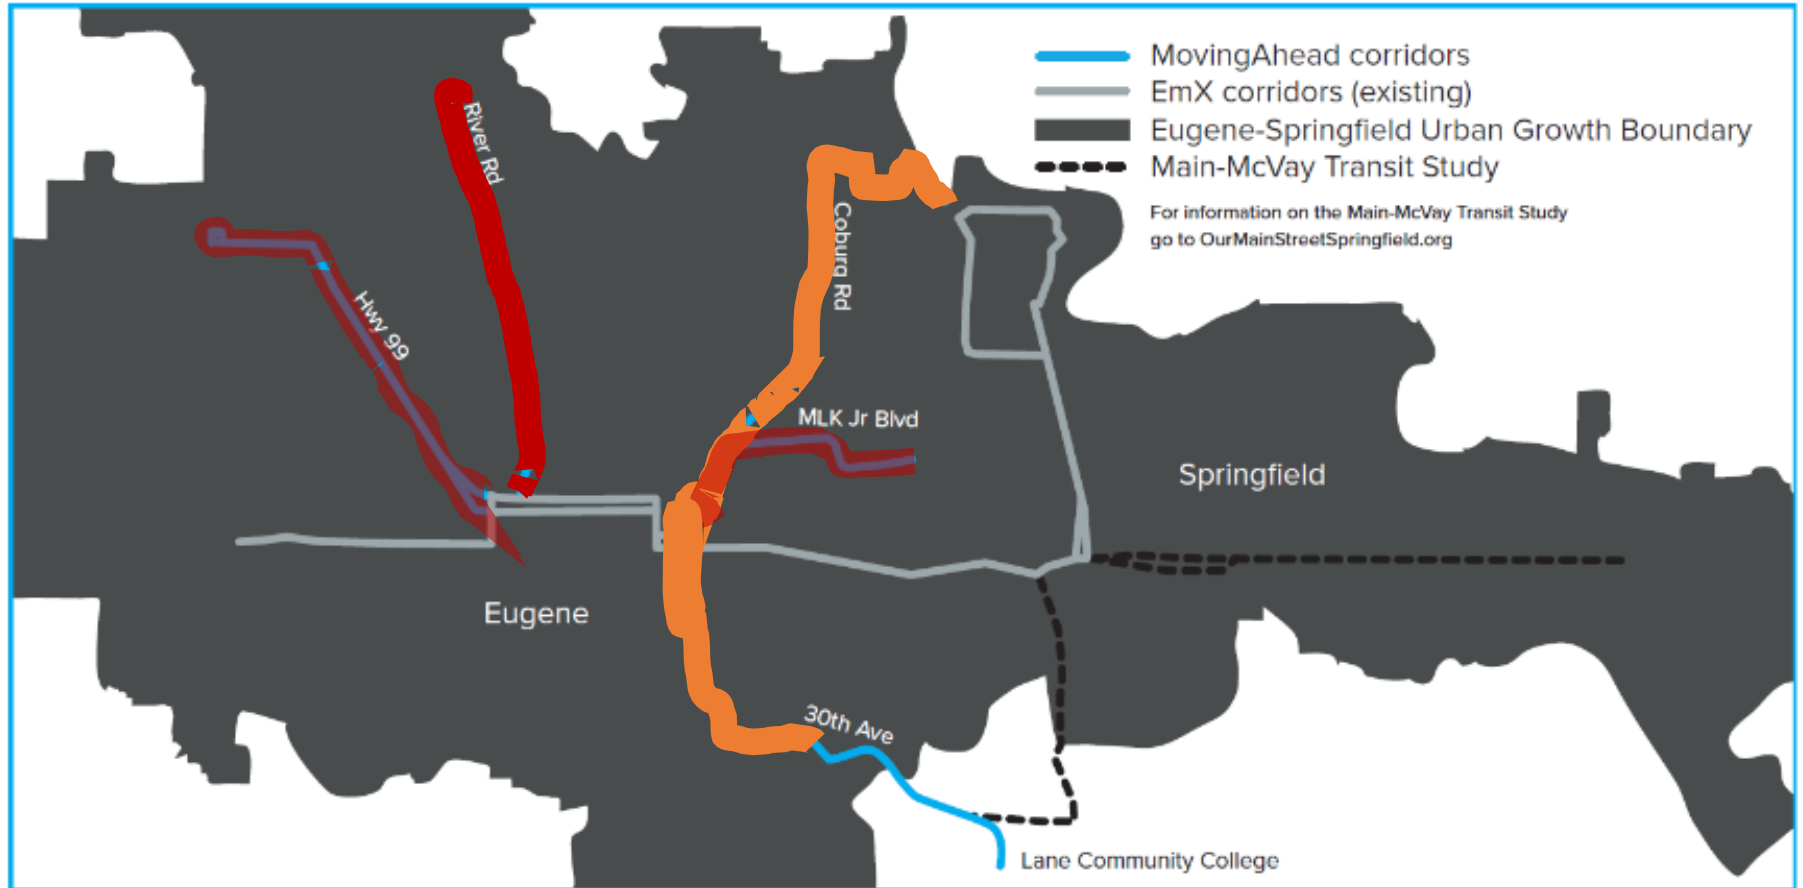 MovingAhead corridors
EmX corridors (existing)
Eugene-Springfield Urban Growth Boundary
Main-McVay Transit Study
For information on the Main-McVay Transit Study
go to OurMainStreetSpringfield.org
River Rd
Coburg Rd
Hwy 99
MLK Jr Blvd
Springfield
Eugene
30th Ave
Lane Community College